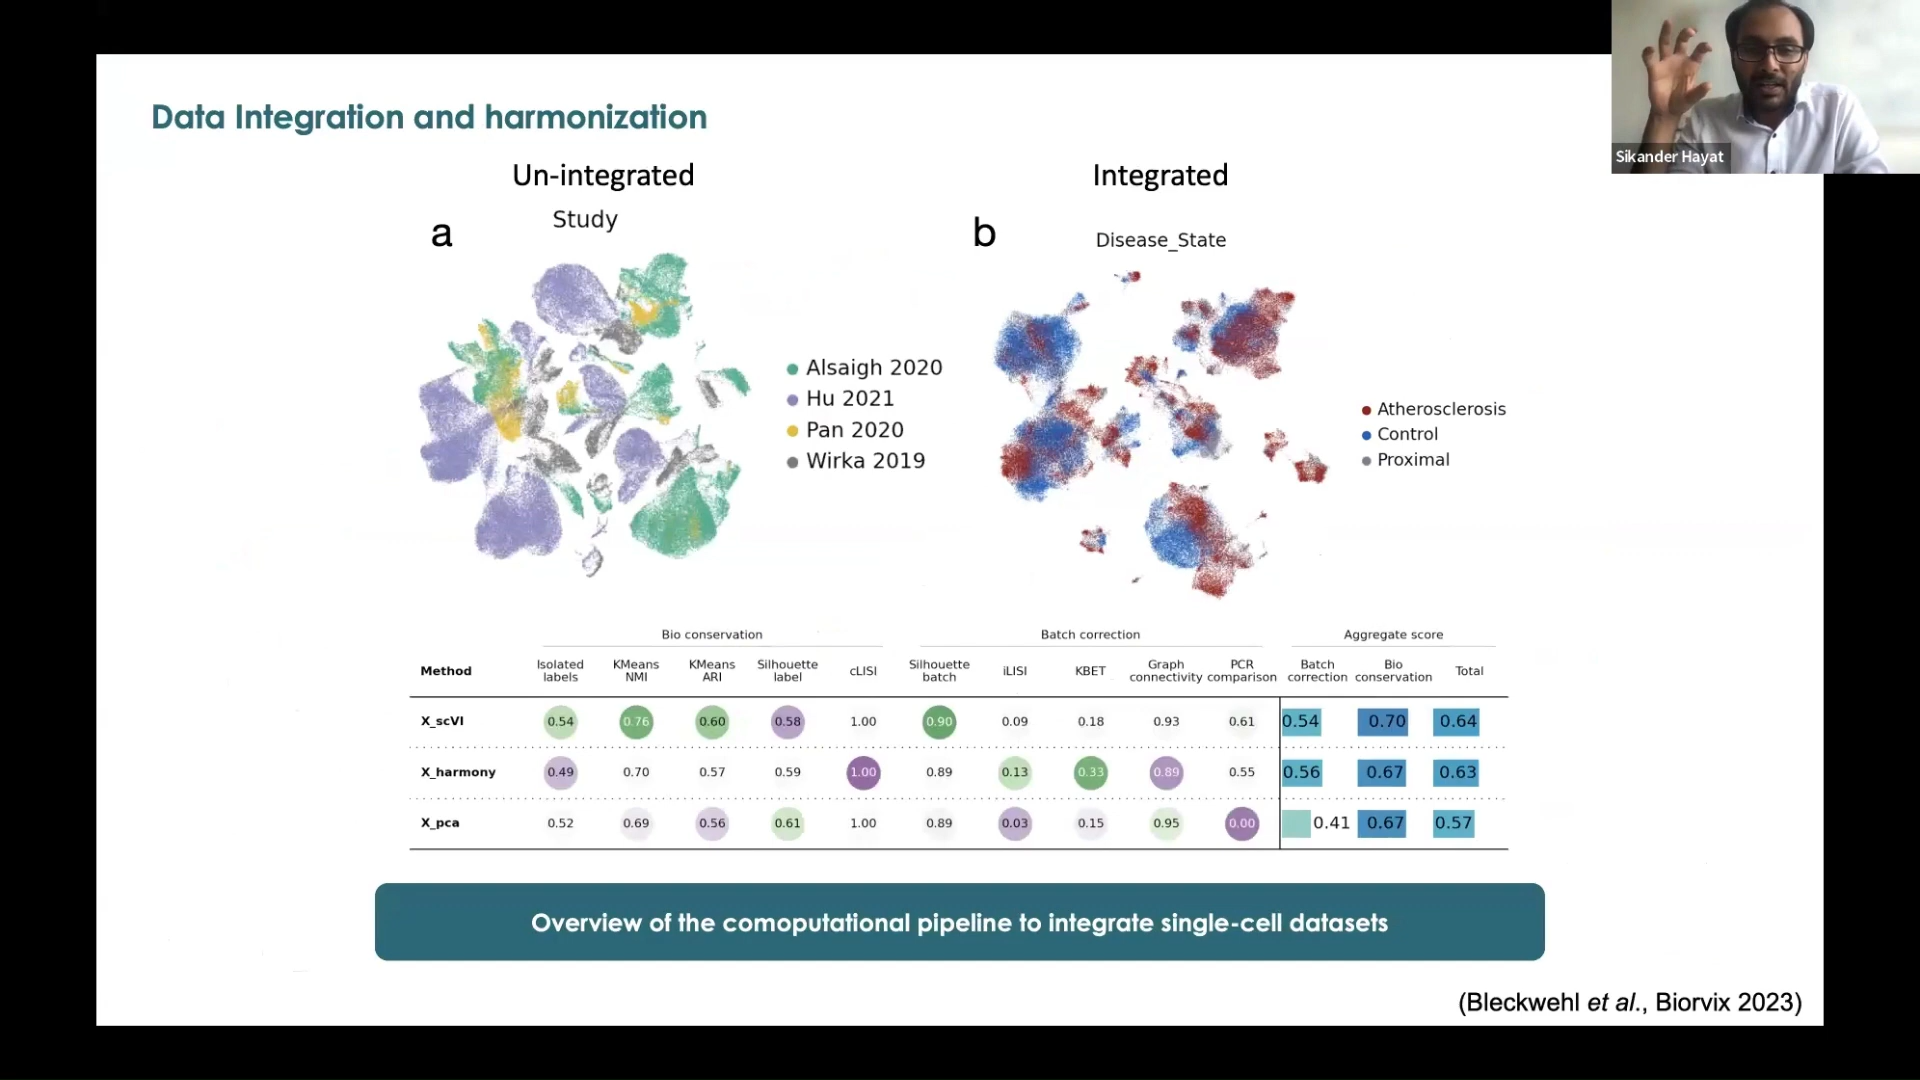 Sikander Hayat
Data Integration and harmonization
Un-integrated
Integrated
a
Study
b
Disease_State
Alsaigh 2020
Hu 2021
Pan 2020
Wirka 2019
Atherosclerosis
Control
Proximal
Bio conservation
Batch correction
Aggregate score
Method
Isolated labels
KMeans NMI
KMeans ARI
Silhouette label
cLISI
Silhouette batch
iLISI
KBET
Graph connectivity
PCR comparison
Batch correction
Bio conservation
Total
X_scVI 0.54 0.76 0.60 0.58 1.00 0.90 0.09 0.18 0.93 0.61 0.54 0.70 0.64
X_harmony 0.49 0.70 0.57 0.59 1.00 0.89 0.13 0.33 0.89 0.55 0.56 0.67 0.63
X_pca 0.52 0.69 0.56 0.61 1.00 0.89 0.03 0.15 0.95 0.00 0.41 0.67 0.57
Overview of the comoputational pipeline to integrate single-cell datasets
(Bleckwehl et al., Biorvix 2023)